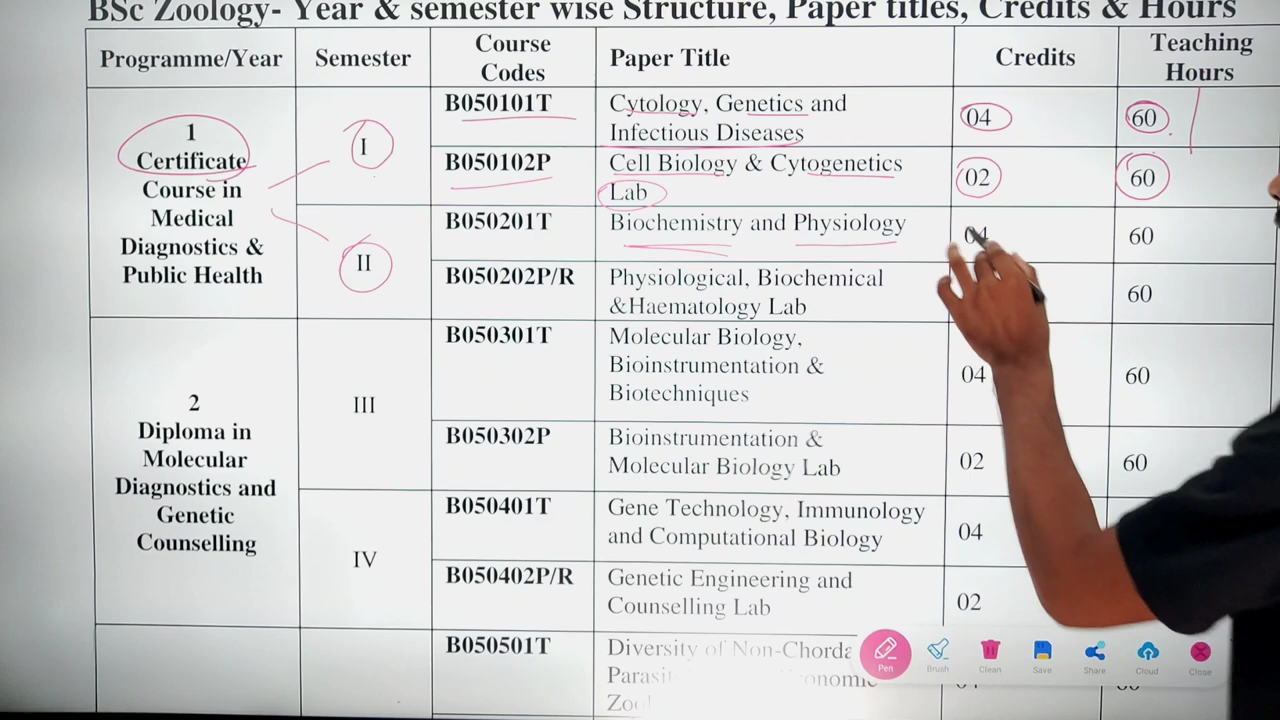 BSc Zoology- Year & semester wise Structure, Paper titles, Credits & Hours
Programme/Year Semester Course Codes Paper Title Credits Teaching Hours
1
Certificate
Course in
Medical
Diagnostics &
Public Health
I
B050101T
Cytology, Genetics and
Infectious Diseases
04
60
B050102P
Cell Biology & Cytogenetics
Lab
02
60
II
B050201T
Biochemistry and Physiology
04
60
B050202P/R
Physiological, Biochemical
&Haematology Lab
60
2
Diploma in
Molecular
Diagnostics and
Genetic
Counselling
III
B050301T
Molecular Biology,
Bioinstrumentation &
Biotechniques
04
60
B050302P
Bioinstrumentation &
Molecular Biology Lab
02
60
IV
B050401T
Gene Technology, Immunology
and Computational Biology
04
B050402P/R
Genetic Engineering and
Counselling Lab
02
B050501T
Diversity of Non-Chorda
Pen Brush Clean Save Share Cloud Close